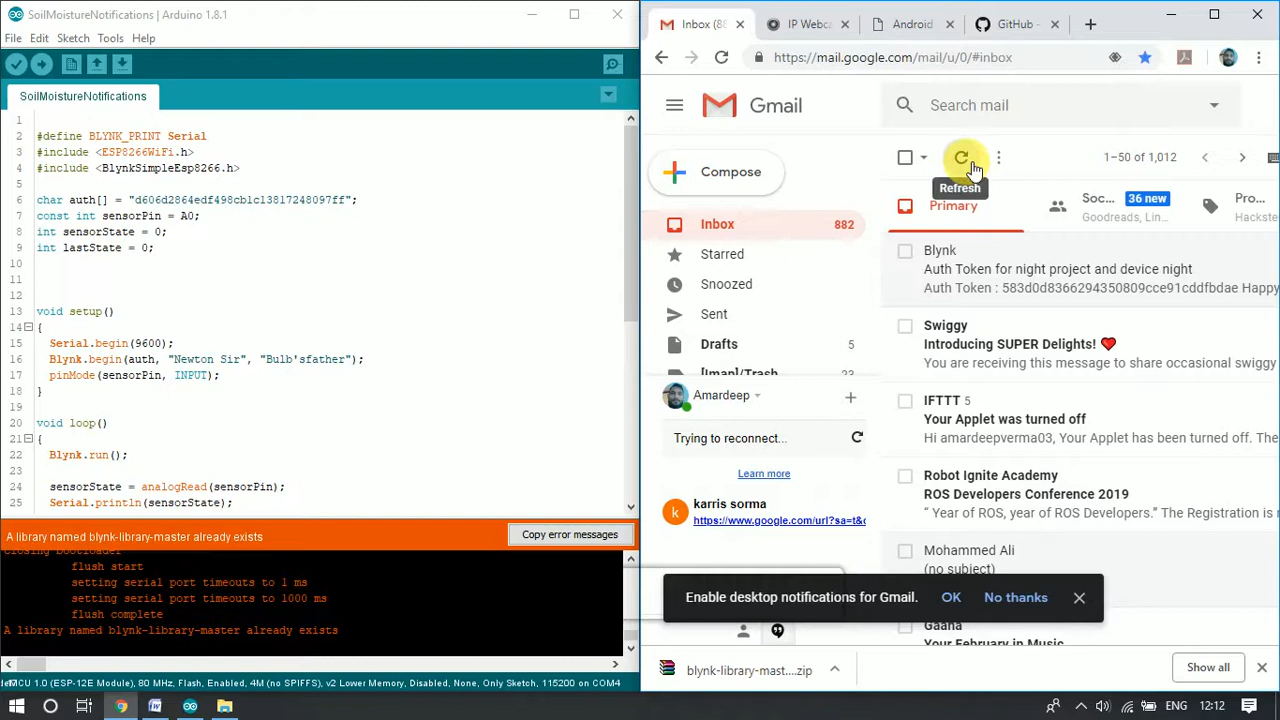 SoilMoistureNotifications | Arduino 1.8.1
File Edit Sketch Tools Help
SoilMoistureNotifications
1
2 #define BLYNK_PRINT Serial
3 #include <ESP8266WiFi.h>
4 #include <BlynkSimpleEsp8266.h>
5
6 char auth[] = "d606d2864edf498cb1c13817248097ff";
7 const int sensorPin = A0;
8 int sensorState = 0;
9 int lastState = 0;
10
11
12
13 void setup()
14 {
15 Serial.begin(9600);
16 Blynk.begin(auth, "Newton Sir", "Bulb'sfather");
17 pinMode(sensorPin, INPUT);
18 }
19
20 void loop()
21 {
22 Blynk.run();
23
24 sensorState = analogRead(sensorPin);
25 Serial.println(sensorState);
A library named blynk-library-master already exists
Copy error messages
closing bootloader
flush start
setting serial port timeouts to 1 ms
setting serial port timeouts to 1000 ms
flush complete
A library named blynk-library-master already exists
MCU 1.0 (ESP-12E Module), 80 MHz, Flash, Enabled, 4M (no SPIFFS), v2 Lower Memory, Disabled, None, Only Sketch, 115200 on COM4
Inbox (88 IP Webca Android GitHub -
https://mail.google.com/mail/u/0/#inbox
Gmail
Search mail
Compose
1–50 of 1,012
Refresh
Primary
Soc... 36 new
Goodreads, Lin...
Pro...
Hackste
Inbox 882
Starred
Snoozed
Sent
Drafts 5
[Imap]/Trash 23
Amardeep
Trying to reconnect...
Learn more
karris sorma
https://www.google.com/url?sa=t&c
Blynk
Auth Token for night project and device night
Auth Token : 583d0d8366294350809cce91cddfbdae Happy
Swiggy
Introducing SUPER Delights! ❤
You are receiving this message to share occasional swiggy
IFTTT 5
Your Applet was turned off
Hi amardeepverma03, Your Applet has been turned off. The
Robot Ignite Academy
ROS Developers Conference 2019
“ Year of ROS, year of ROS Developers.” The Registration is
Mohammed Ali
(no subject)
Enable desktop notifications for Gmail. OK No thanks
Gaana
Your February in Music
blynk-library-mast....zip
Show all
ENG 12:12